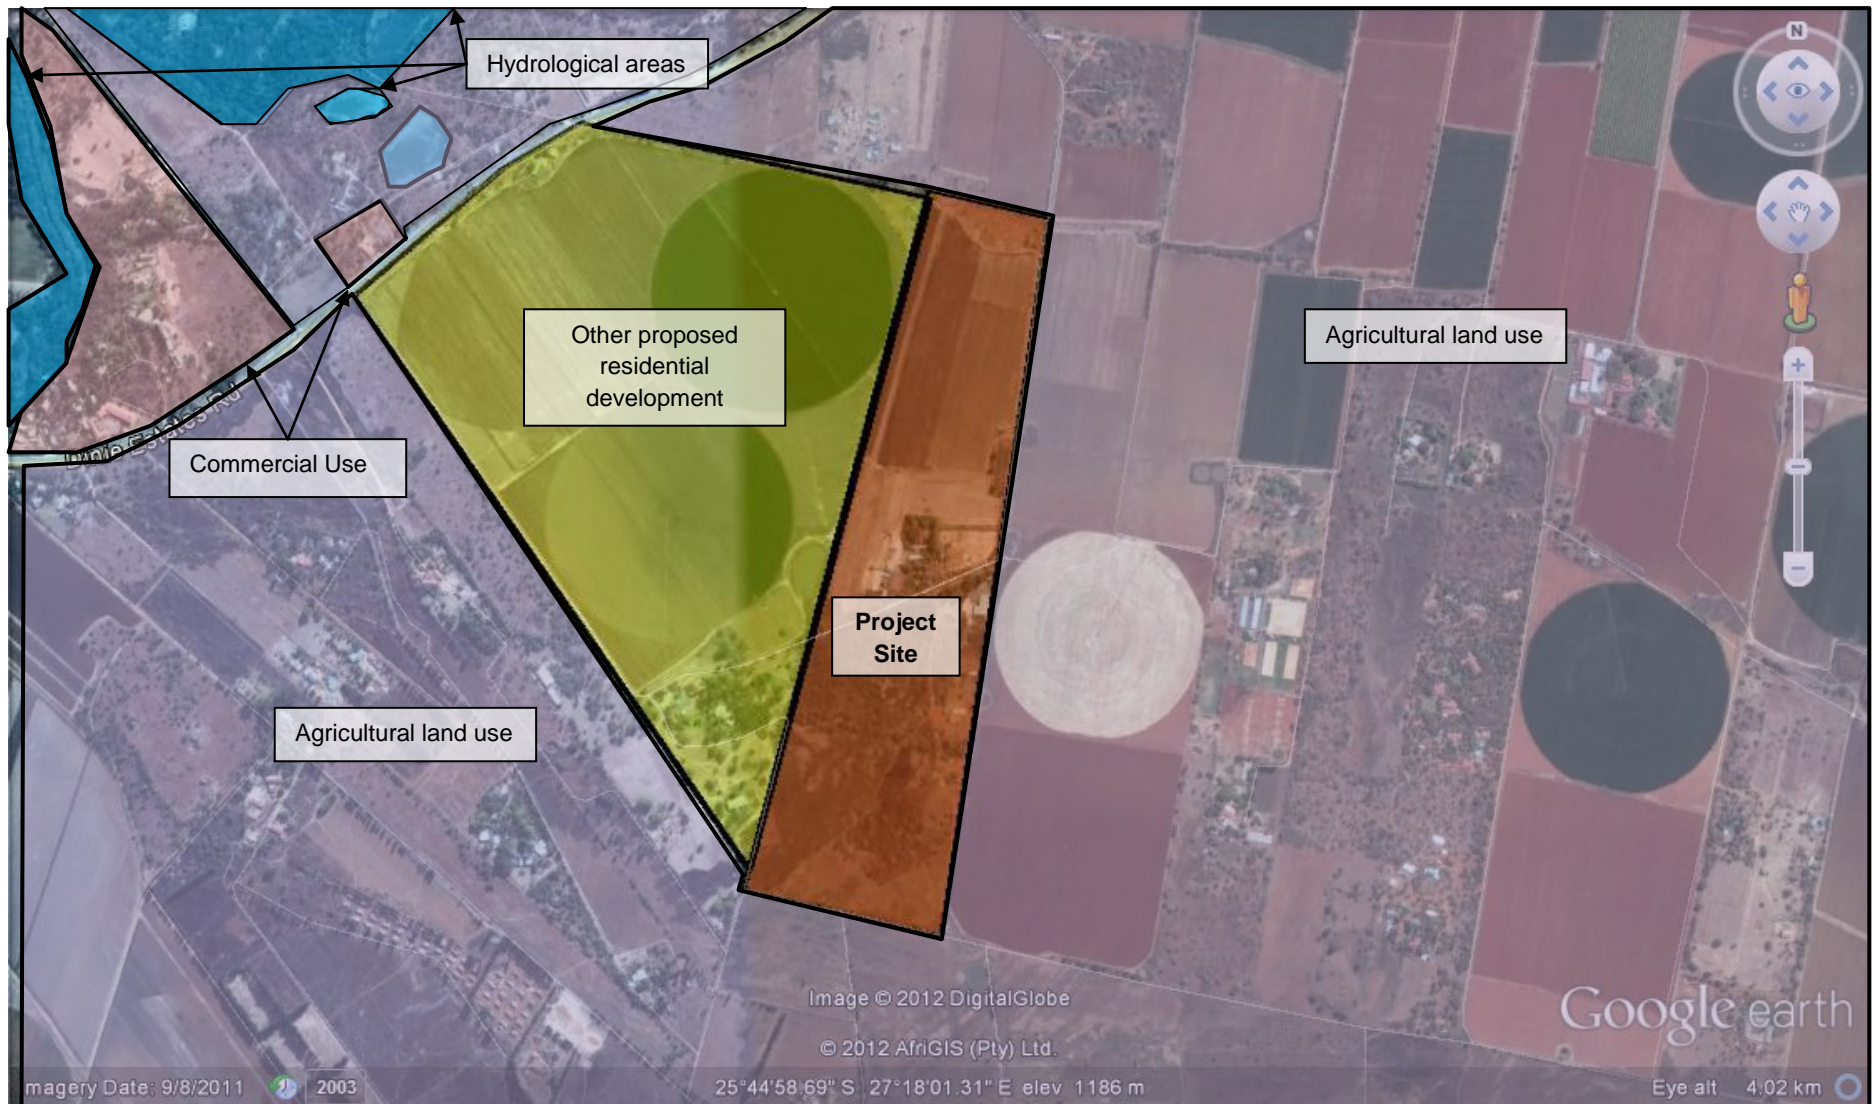 N
Hydrological areas
Other proposed
residential
development
Agricultural land use
Estates Rd
Commercial Use
Project
Site
Agricultural land use
Image © 2012 DigitalGlobe
© 2012 AfriGIS (Pty) Ltd.
Google earth
magery Date: 9/8/2011
2003
25°44'58.69" S 27°18'01.31" E elev 1186 m
Eye alt 4.02 km